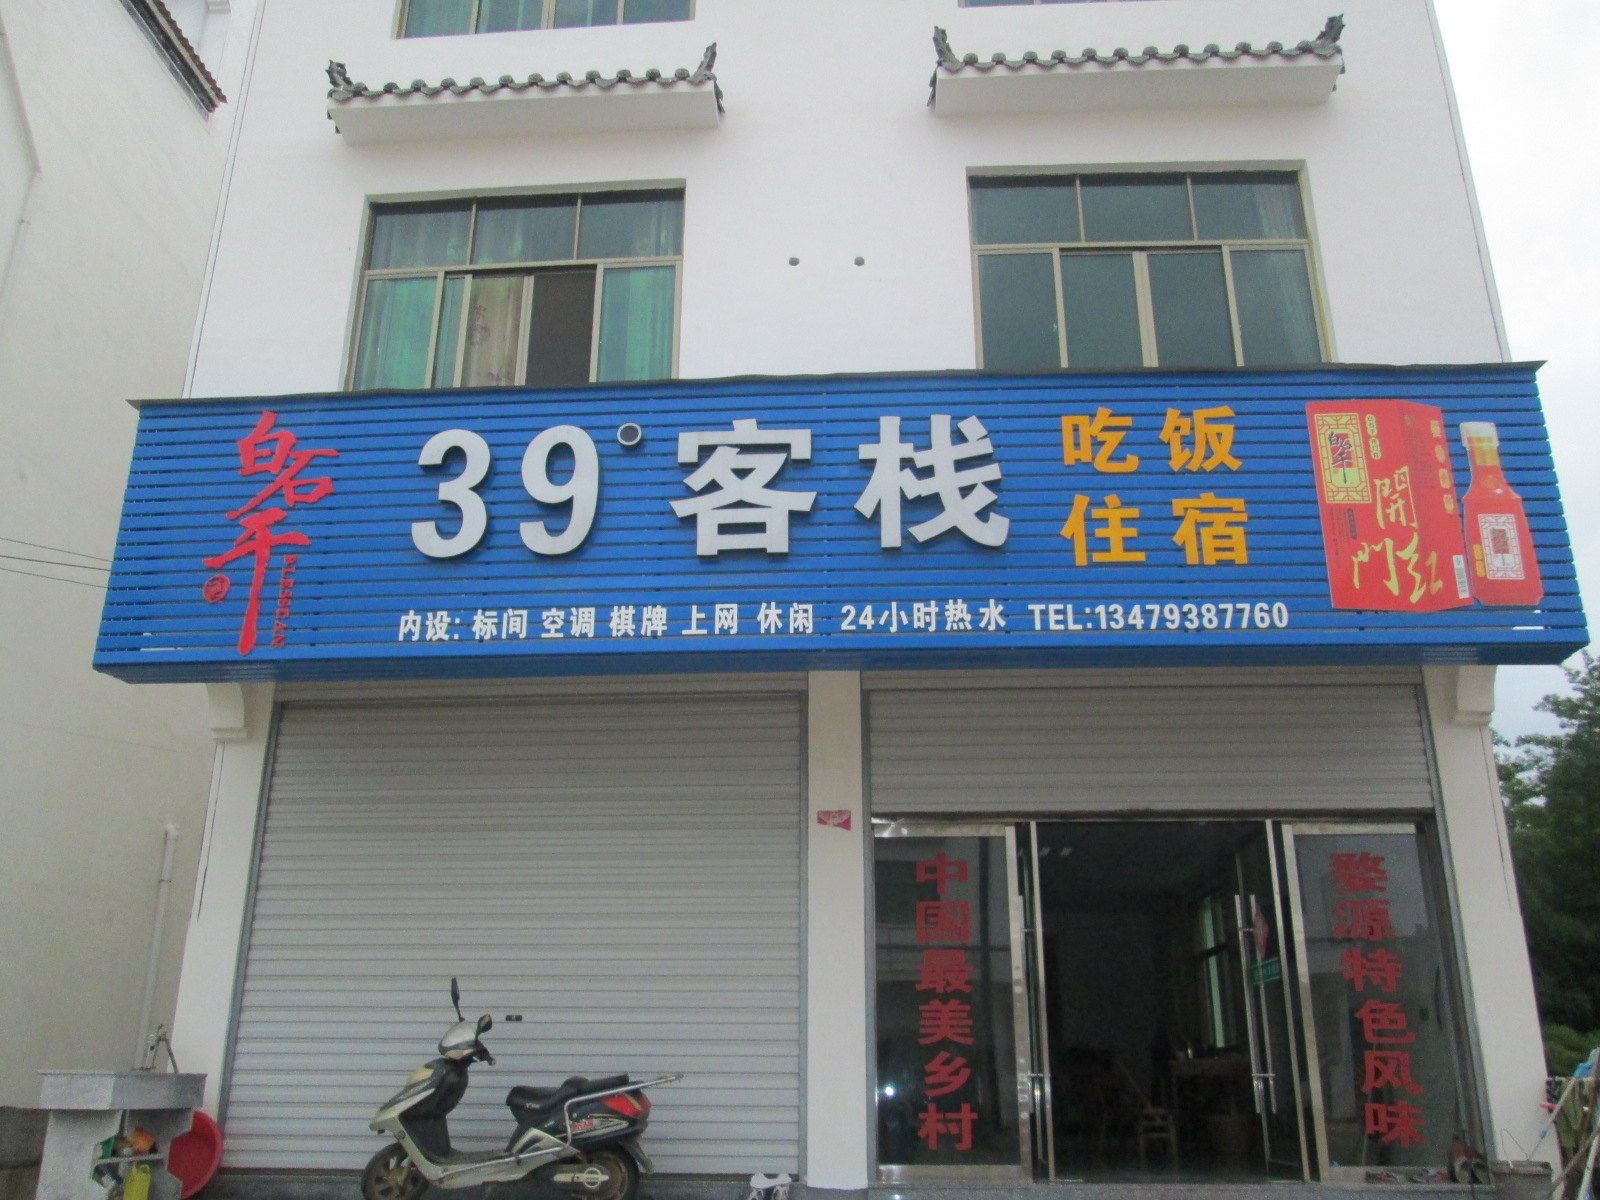 白石干
39°客栈
吃饭
住宿
開門红
内设: 标间 空调 棋牌 上网 休闲 24小时热水 TEL:13479387760
中国最美乡村
婺源特色风味